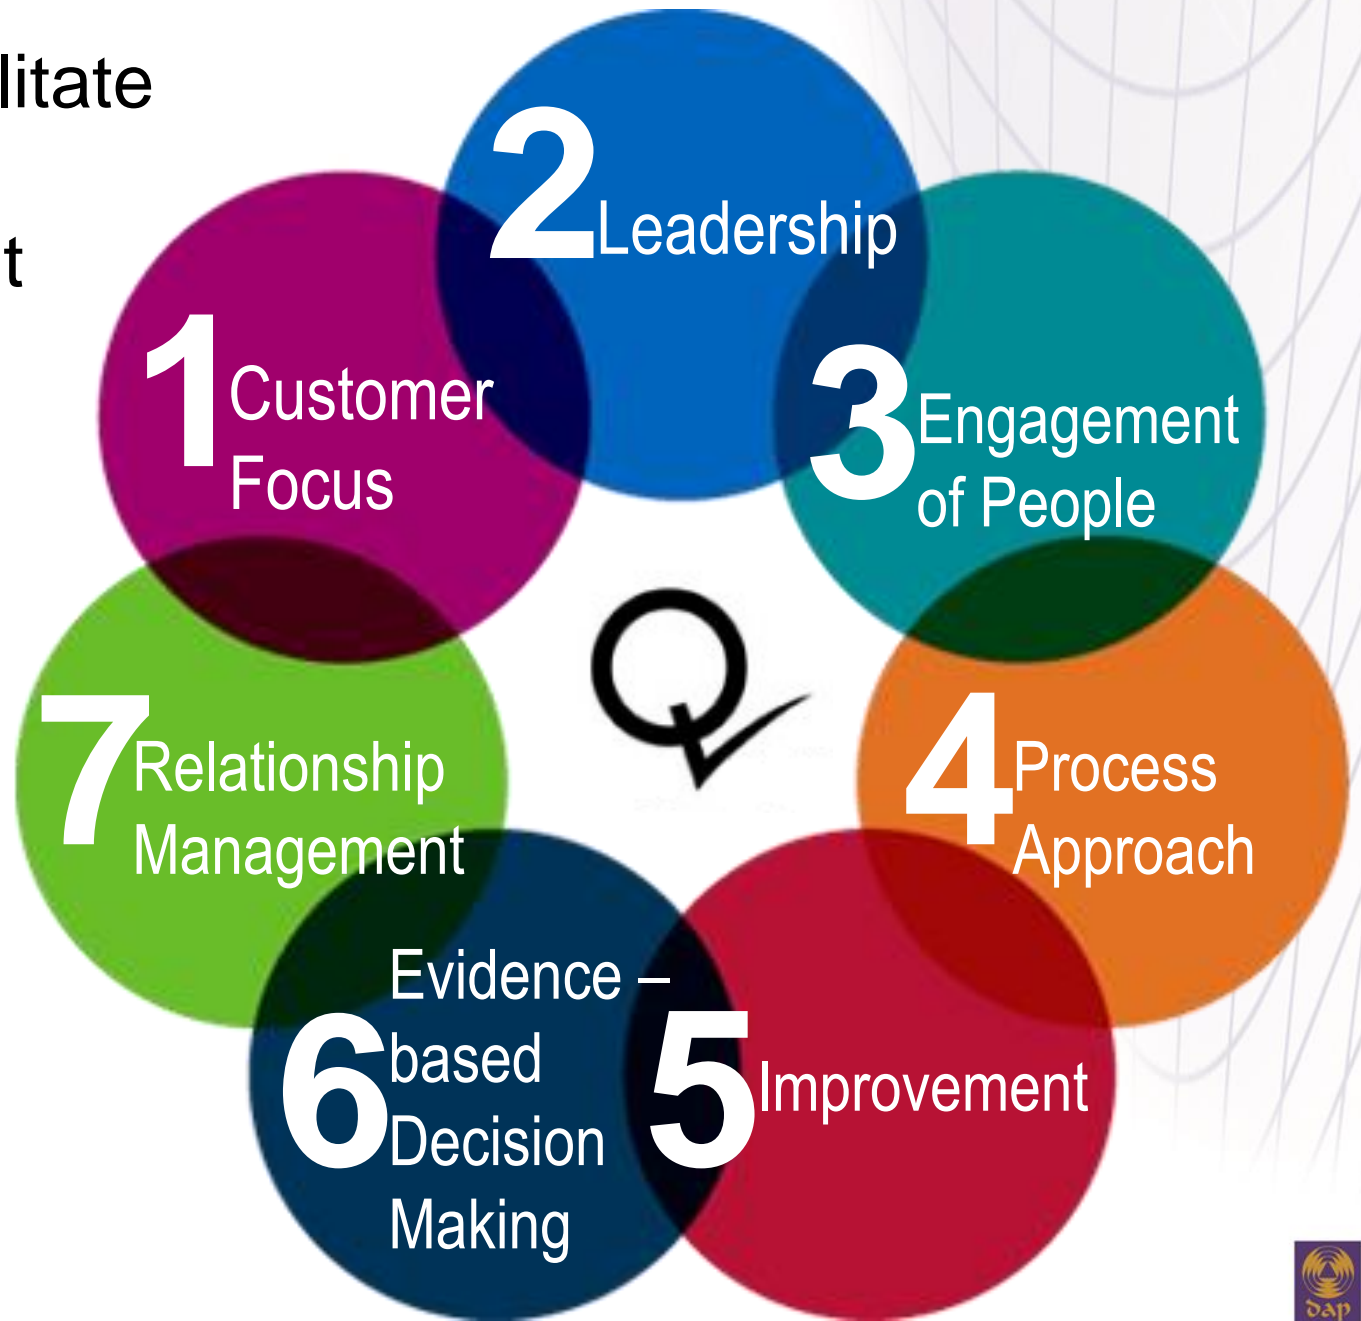 litate
t
1 Customer
Focus
2 Leadership
3 Engagement
of People
4 Process
Approach
5 Improvement
6 Evidence –
based
Decision
Making
7 Relationship
Management
Q
dap